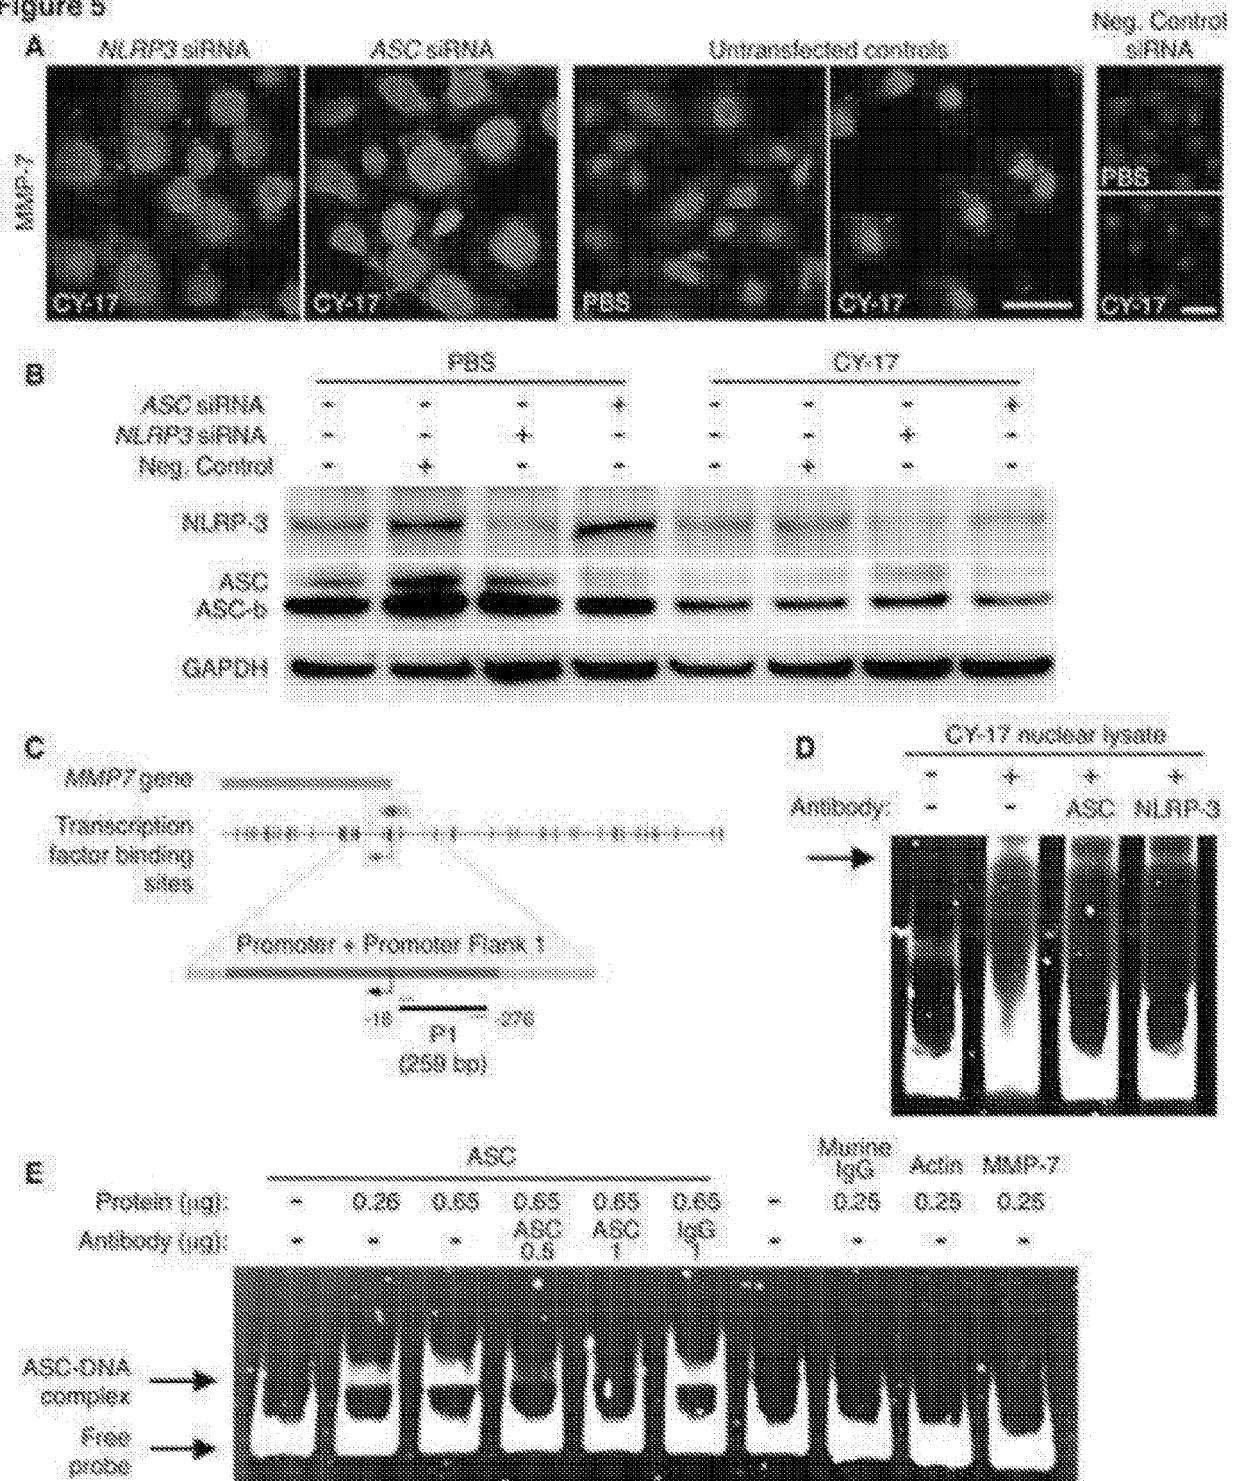 Figure 5
A
NLRP3 siRNA
ASC siRNA
Untransfected controls
Neg. Control
siRNA
MMP-7
CY-17
CY-17
PBS
CY-17
PBS
CY-17
B
PBS
CY-17
ASC siRNA - - - + - - - +
NLRP3 siRNA - - + - - - + -
Neg. Control - + - - - + - -
NLRP-3
ASC
ASC-b
GAPDH
C
MMP7 gene
Transcription
factor binding
sites
Promoter + Promoter Flank 1
-18
-276
P1
(259 bp)
D
CY-17 nuclear lysate
- + + +
Antibody: - - ASC NLRP-3
E
ASC
Murine
IgG
Actin
MMP-7
Protein (µg): - 0.26 0.65 0.65 0.65 0.65 - 0.25 0.25 0.25
ASC ASC IgG
Antibody (µg): - - - 0.5 1 1 - - - -
ASC-DNA
complex
Free
probe